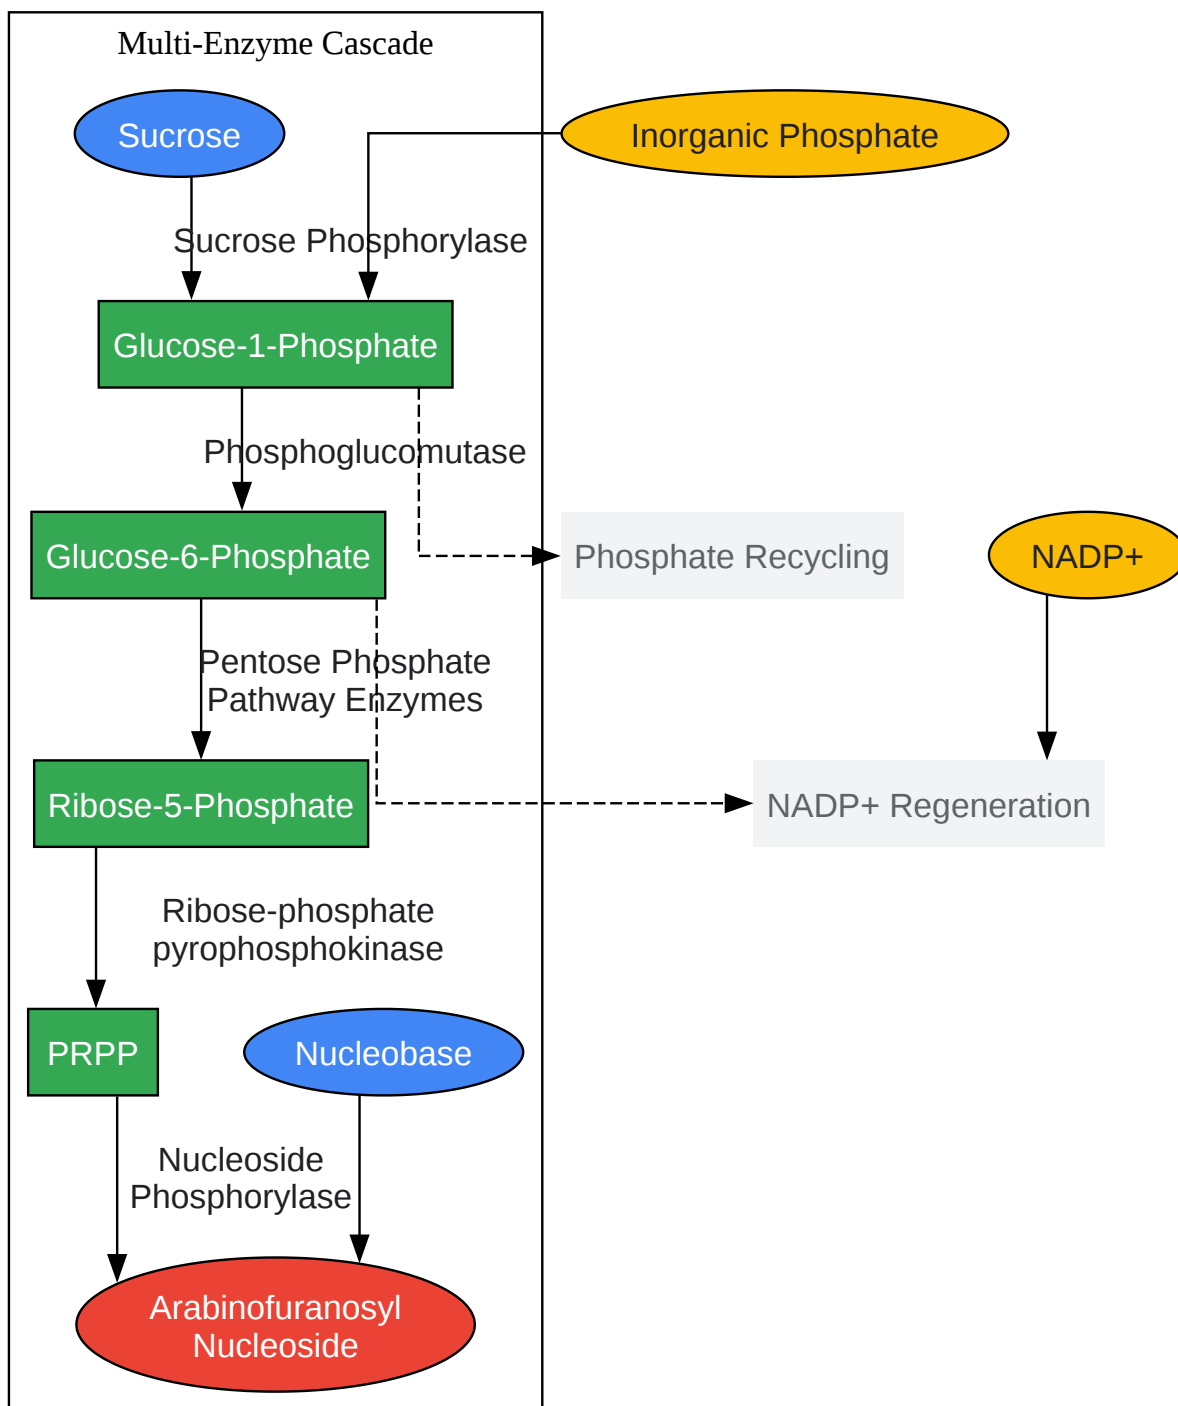 Multi-Enzyme Cascade
Sucrose
Inorganic Phosphate
Sucrose Phosphorylase
Glucose-1-Phosphate
Phosphoglucomutase
Glucose-6-Phosphate
Phosphate Recycling
NADP+
Pentose Phosphate
Pathway Enzymes
Ribose-5-Phosphate
NADP+ Regeneration
Ribose-phosphate
pyrophosphokinase
PRPP
Nucleobase
Nucleoside
Phosphorylase
Arabinofuranosyl
Nucleoside